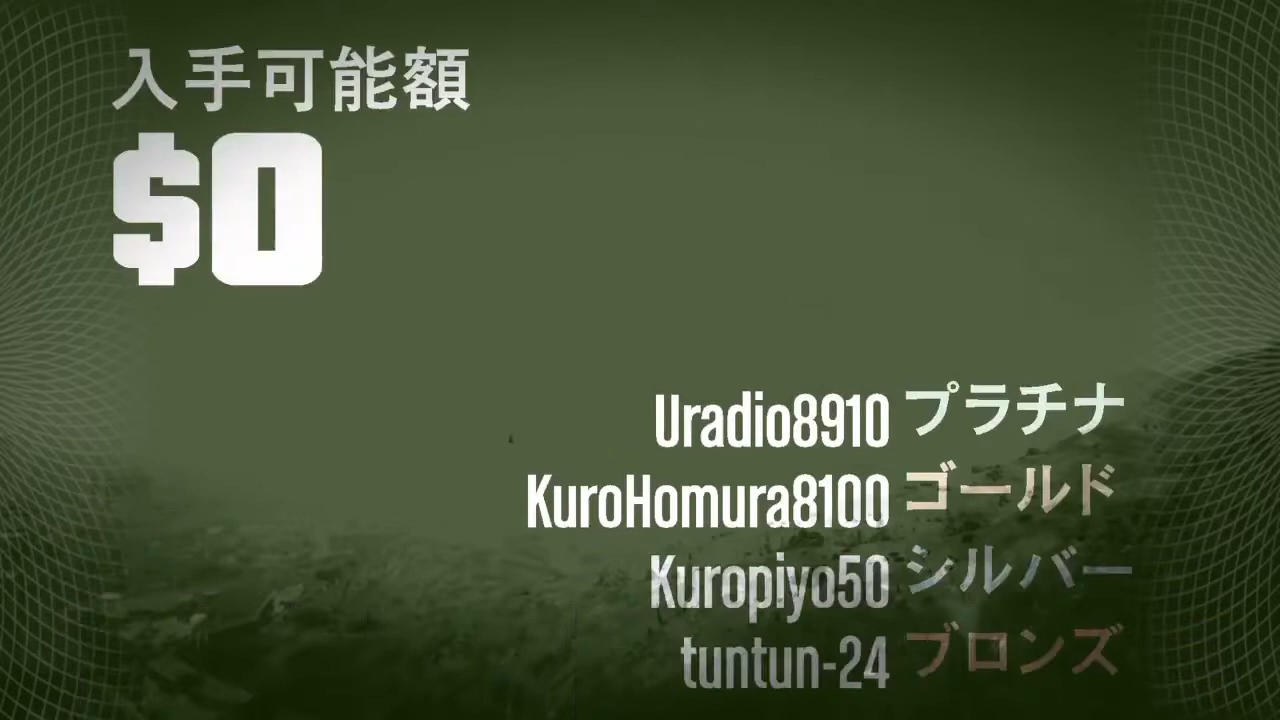 入手可能額
$0
Uradio8910 プラチナ
KuroHomura8100 ゴールド
Kuropiyo50 シルバー
tuntun-24 ブロンズ